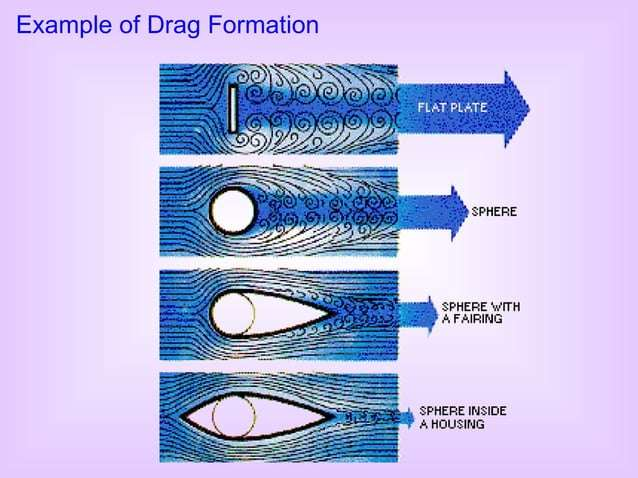 Example of Drag Formation
FLAT PLATE
SPHERE
SPHERE WITH
A FAIRING
SPHERE INSIDE
A HOUSING